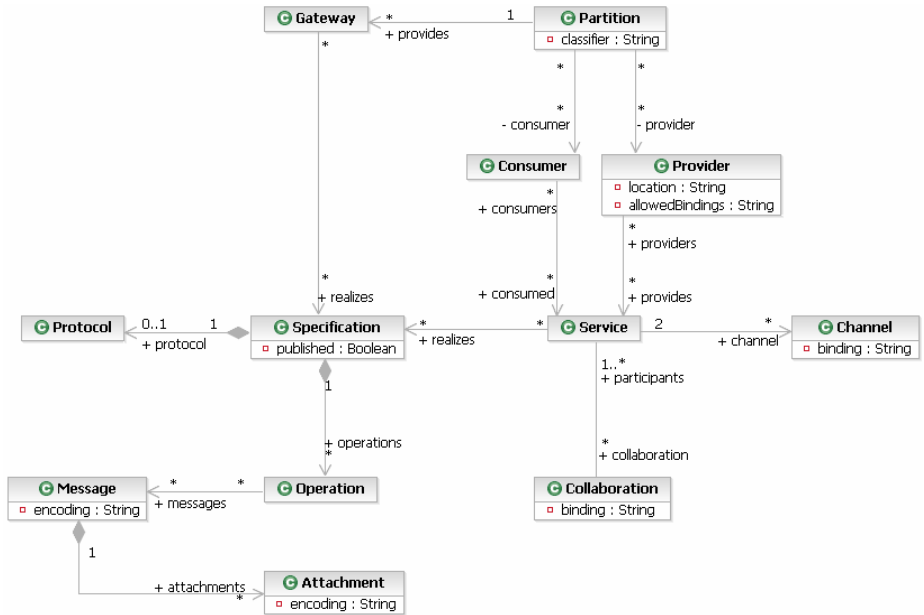 Gateway
*
1
Partition
+ provides
classifier : String
*
*
*
*
*
- consumer
- provider
Consumer
Provider
location : String
allowedBindings : String
*
+ consumers
*
+ providers
*
+ realizes
*
+ consumed
*
+ provides
Protocol
0..1
1
+ protocol
Specification
published : Boolean
*
*
+ realizes
Service
2
*
+ channel
Channel
binding : String
1
1..*
+ participants
+ operations
*
*
+ collaboration
Message
encoding : String
*
*
+ messages
Operation
Collaboration
binding : String
1
+ attachments
*
Attachment
encoding : String